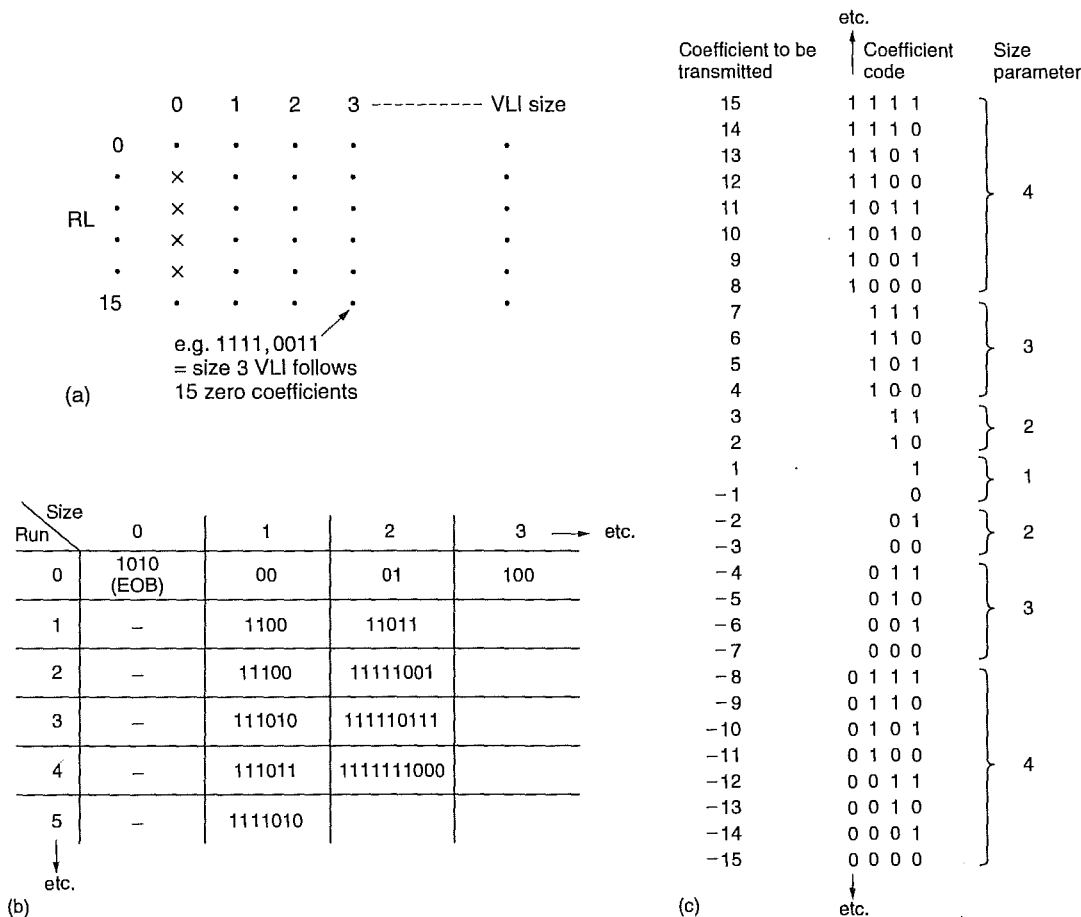 0 1 2 3 VLI size
0
RL
15
e.g. 1111,0011
= size 3 VLI follows
15 zero coefficients
(a)
Size
Run 0 1 2 3 etc.
0 1010 (EOB) 00 01 100
1 – 1100 11011
2 – 11100 11111001
3 – 111010 111110111
4 – 111011 1111111000
5 – 1111010
etc.
(b)
etc.
Coefficient to be Coefficient Size
transmitted code parameter
15 1 1 1 1
14 1 1 1 0
13 1 1 0 1
12 1 1 0 0 4
11 1 0 1 1
10 1 0 1 0
9 1 0 0 1
8 1 0 0 0
7 1 1 1
6 1 1 0 3
5 1 0 1
4 1 0 0
3 1 1 2
2 1 0
1 1 1
−1 0
−2 0 1 2
−3 0 0
−4 0 1 1
−5 0 1 0 3
−6 0 0 1
−7 0 0 0
−8 0 1 1 1
−9 0 1 1 0
−10 0 1 0 1
−11 0 1 0 0 4
−12 0 0 1 1
−13 0 0 1 0
−14 0 0 0 1
−15 0 0 0 0
(c) etc.